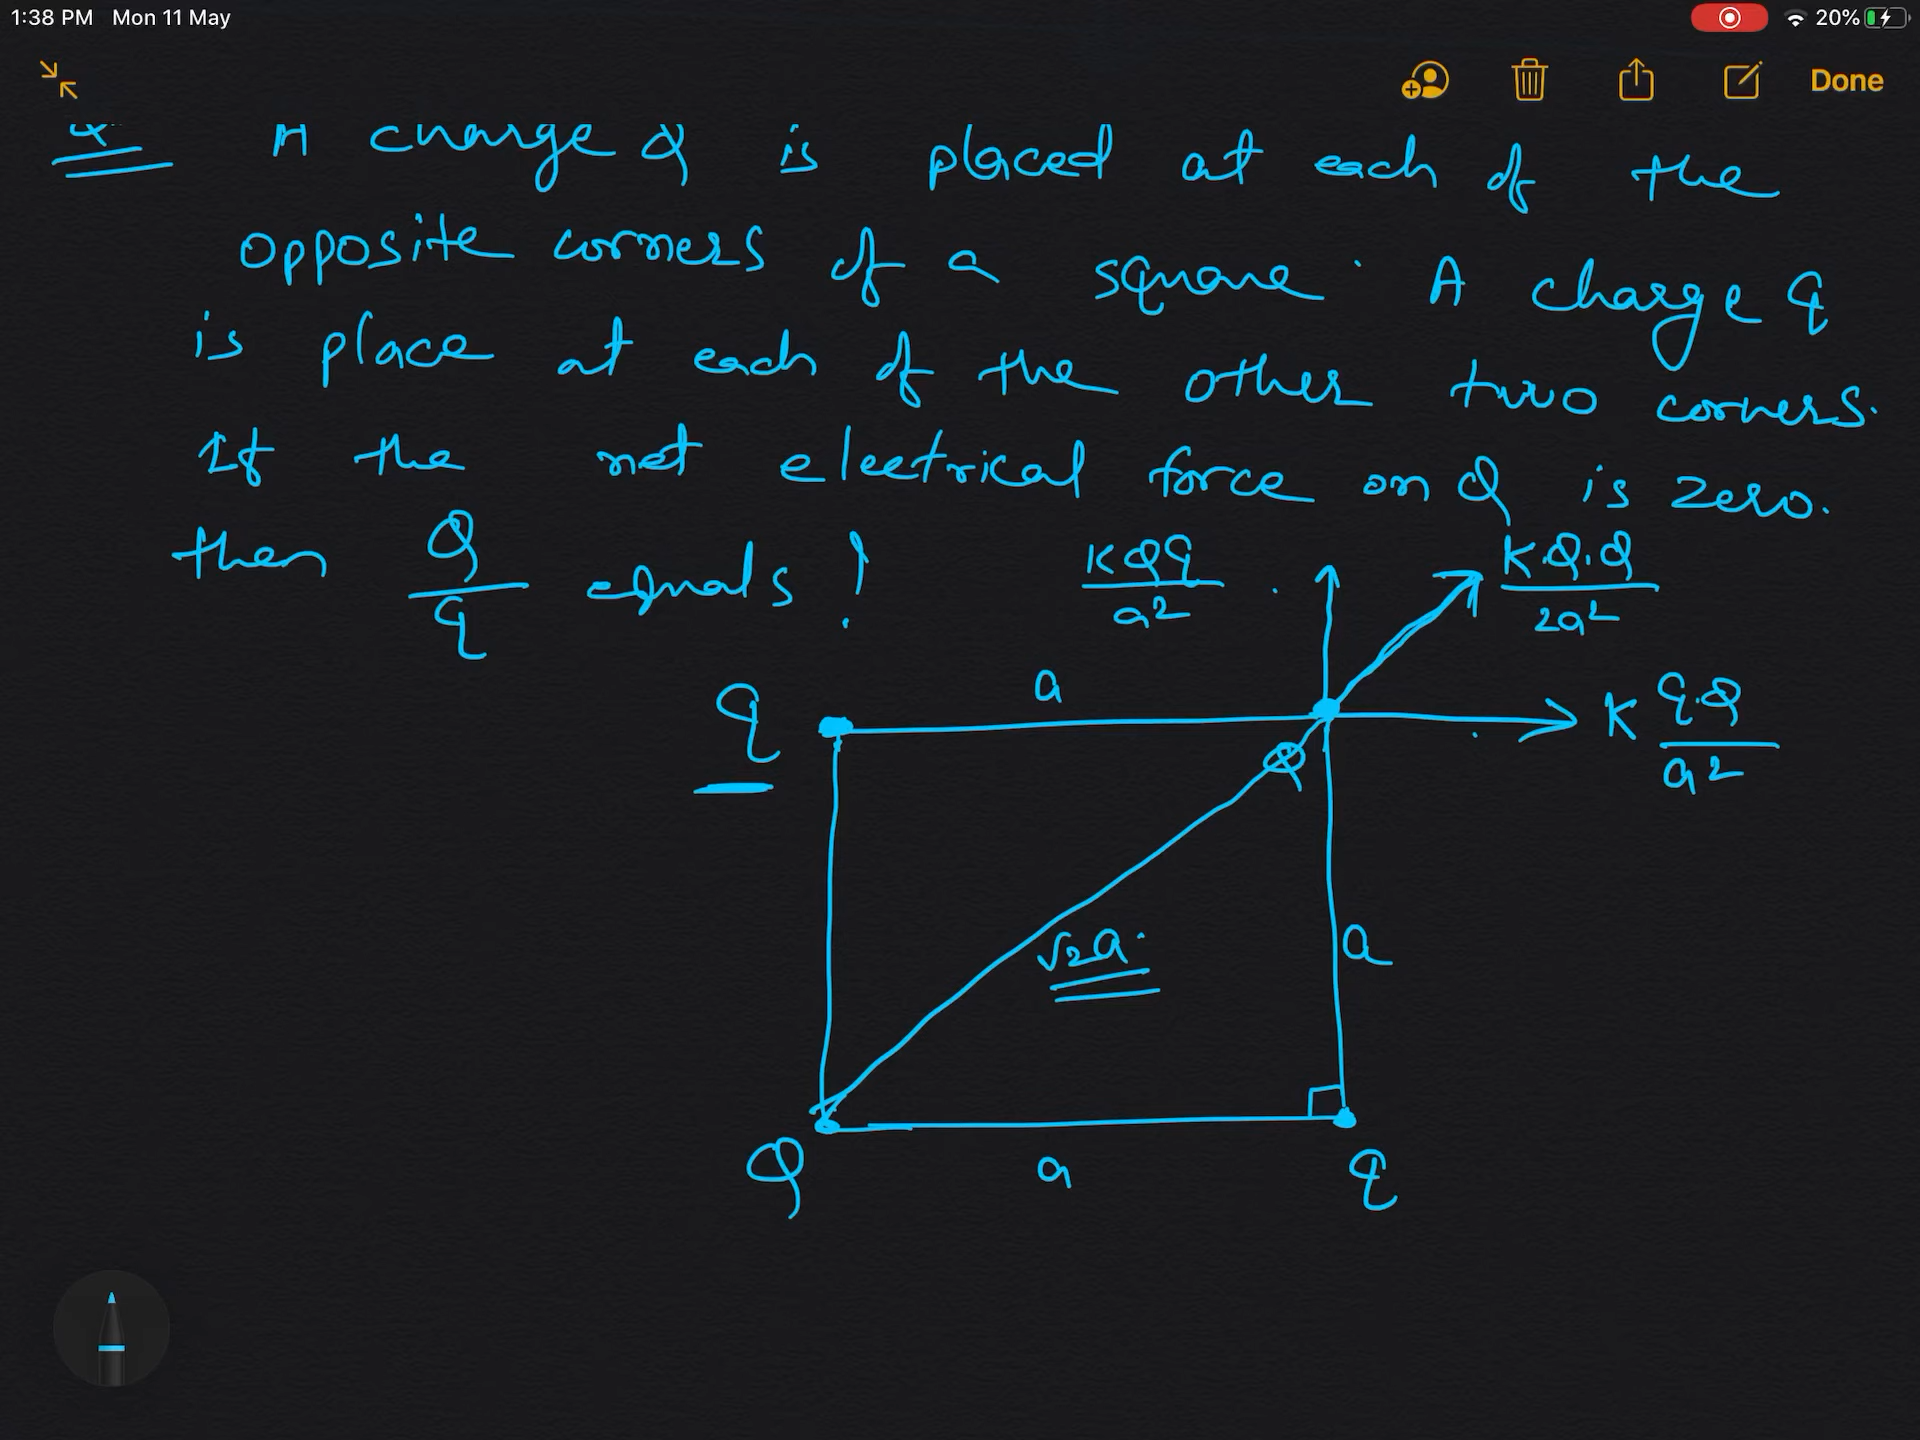 1:38 PM Mon 11 May
20%
Done
Q. A charge Q is placed at each of the
opposite corners of a square. A charge q
is place at each of the other two corners.
If the net electrical force on Q is zero.
then Q/q equals!
KQq/a²
K.Q.Q/2a²
q
a
K q.Q/a²
Q
√2a.
a
Q
a
q